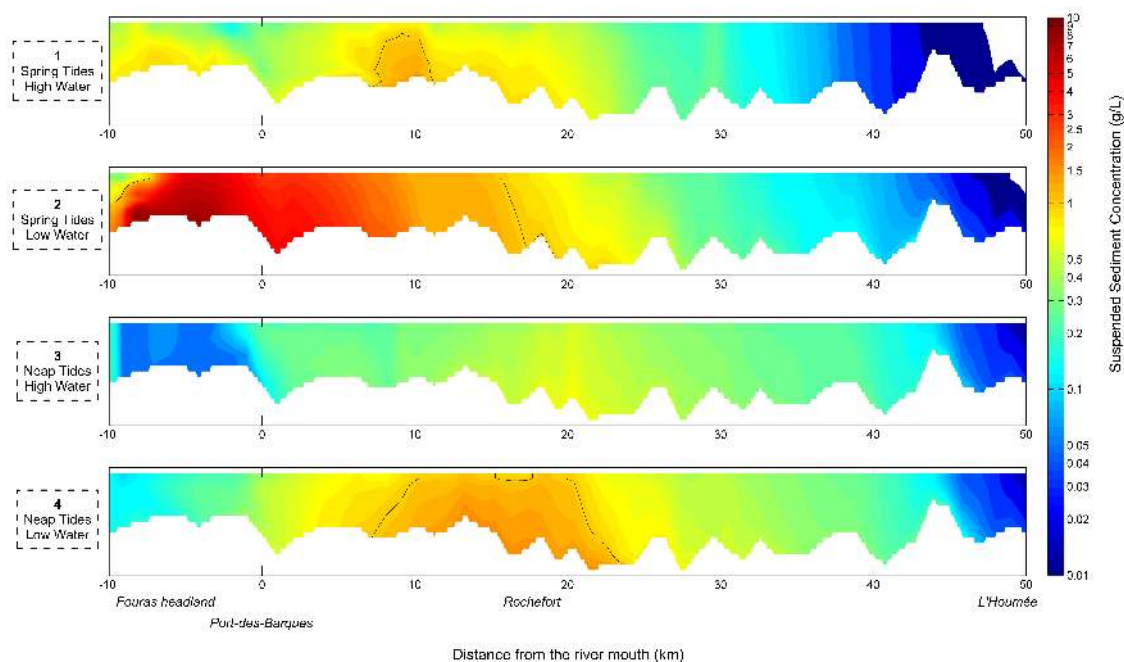 1
Spring Tides
High Water
-10 0 10 20 30 40 50
2
Spring Tides
Low Water
-10 0 10 20 30 40 50
3
Neap Tides
High Water
-10 0 10 20 30 40 50
4
Neap Tides
Low Water
-10 0 10 20 30 40 50
Fouras headland Rochefort L'Houmée
Port-des-Barques
Distance from the river mouth (km)
10
5
4
3
2.5
2
1.5
1
0.5
0.4
0.3
0.2
0.1
0.05
0.04
0.03
0.02
0.01
Suspended Sediment Concentration (g/L)